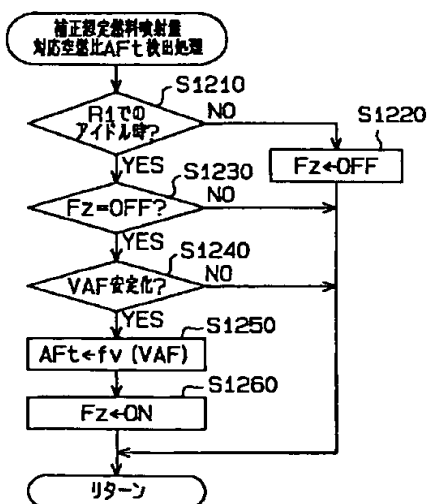 補正設定燃料噴射量
対応空燃比AFt検出処理
S1210
R1での
アイドル時?
NO
YES
S1220
Fz←OFF
S1230
Fz=OFF?
NO
YES
S1240
VAF安定化?
NO
YES
S1250
AFt←fv (VAF)
S1260
Fz←ON
リターン